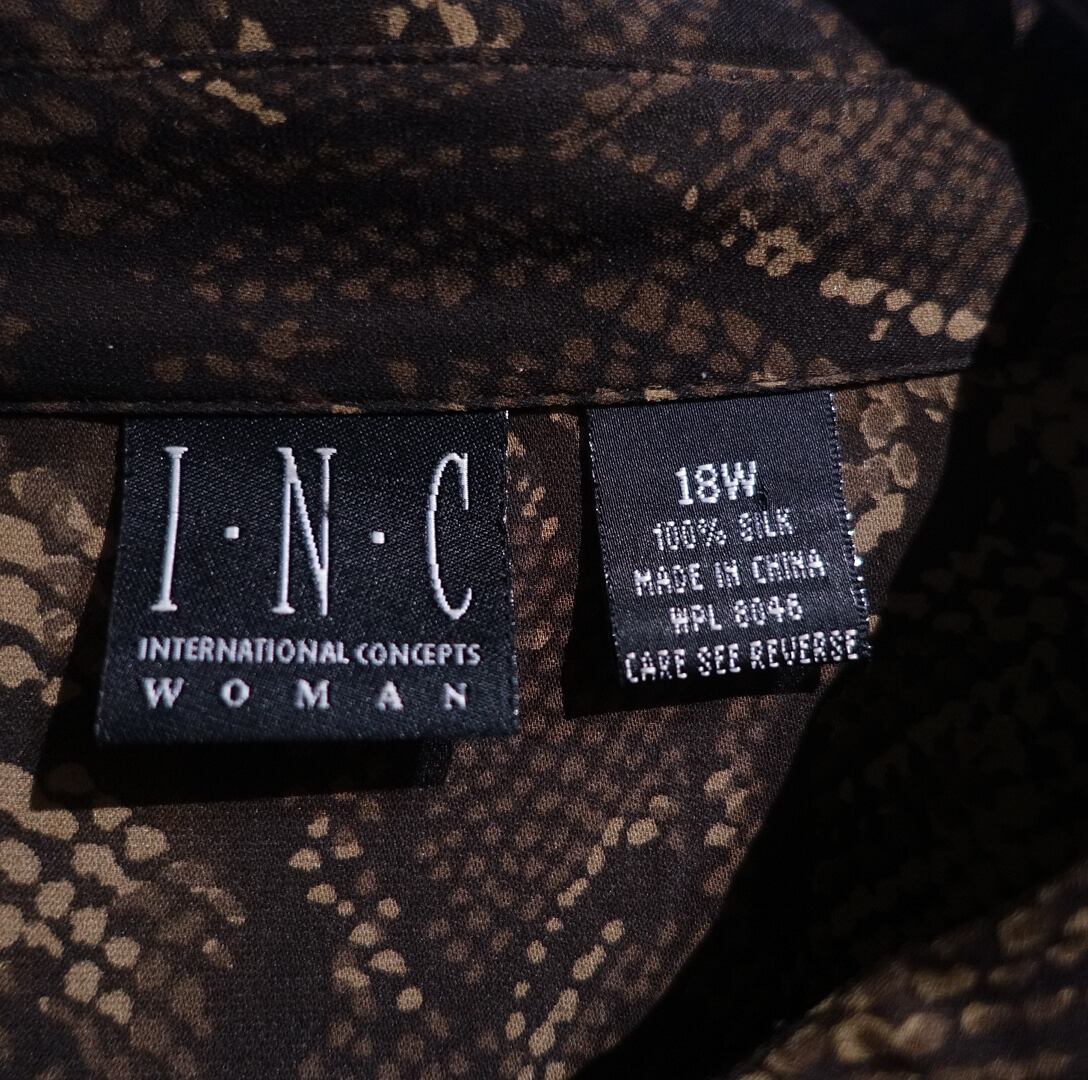 I·N·C
INTERNATIONAL CONCEPTS
WOMAN
18W
100% SILK
MADE IN CHINA
WPL 8046
CARE SEE REVERSE